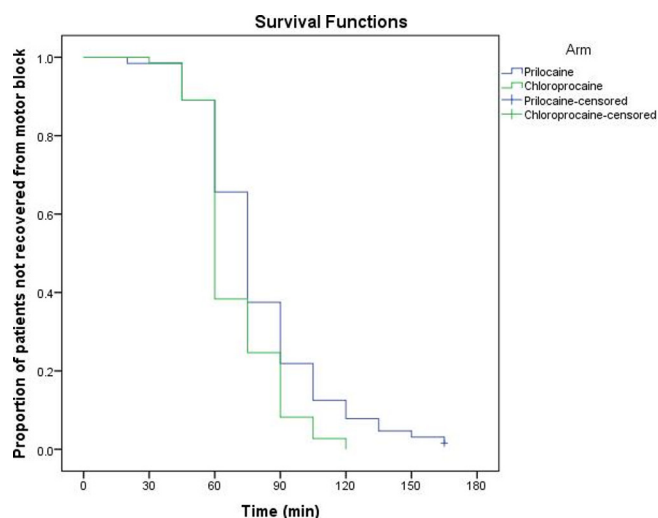 Survival Functions
Arm
Prilocaine
Chloroprocaine
Prilocaine-censored
Chloroprocaine-censored
Proportion of patients not recovered from motor block
1.0
0.8
0.6
0.4
0.2
0.0
0 30 60 90 120 150 180
Time (min)